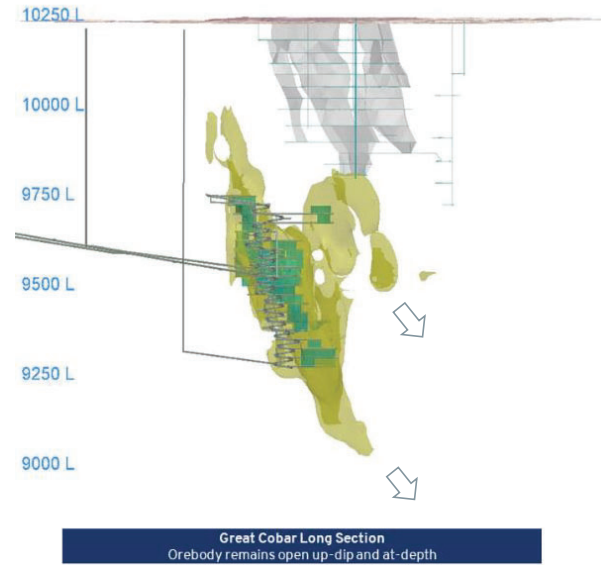 10250 L
10000 L
9750 L
9500 L
9250 L
9000 L
Great Cobar Long Section
Orebody remains open up-dip and at-depth